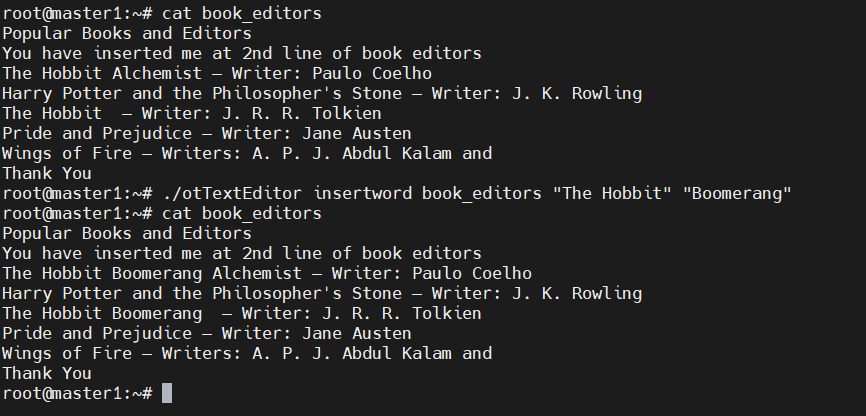 root@master1:~# cat book_editors
Popular Books and Editors
You have inserted me at 2nd line of book editors
The Hobbit Alchemist – Writer: Paulo Coelho
Harry Potter and the Philosopher's Stone – Writer: J. K. Rowling
The Hobbit  – Writer: J. R. R. Tolkien
Pride and Prejudice – Writer: Jane Austen
Wings of Fire – Writers: A. P. J. Abdul Kalam and
Thank You
root@master1:~# ./otTextEditor insertword book_editors "The Hobbit" "Boomerang"
root@master1:~# cat book_editors
Popular Books and Editors
You have inserted me at 2nd line of book editors
The Hobbit Boomerang Alchemist – Writer: Paulo Coelho
Harry Potter and the Philosopher's Stone – Writer: J. K. Rowling
The Hobbit Boomerang  – Writer: J. R. R. Tolkien
Pride and Prejudice – Writer: Jane Austen
Wings of Fire – Writers: A. P. J. Abdul Kalam and
Thank You
root@master1:~#